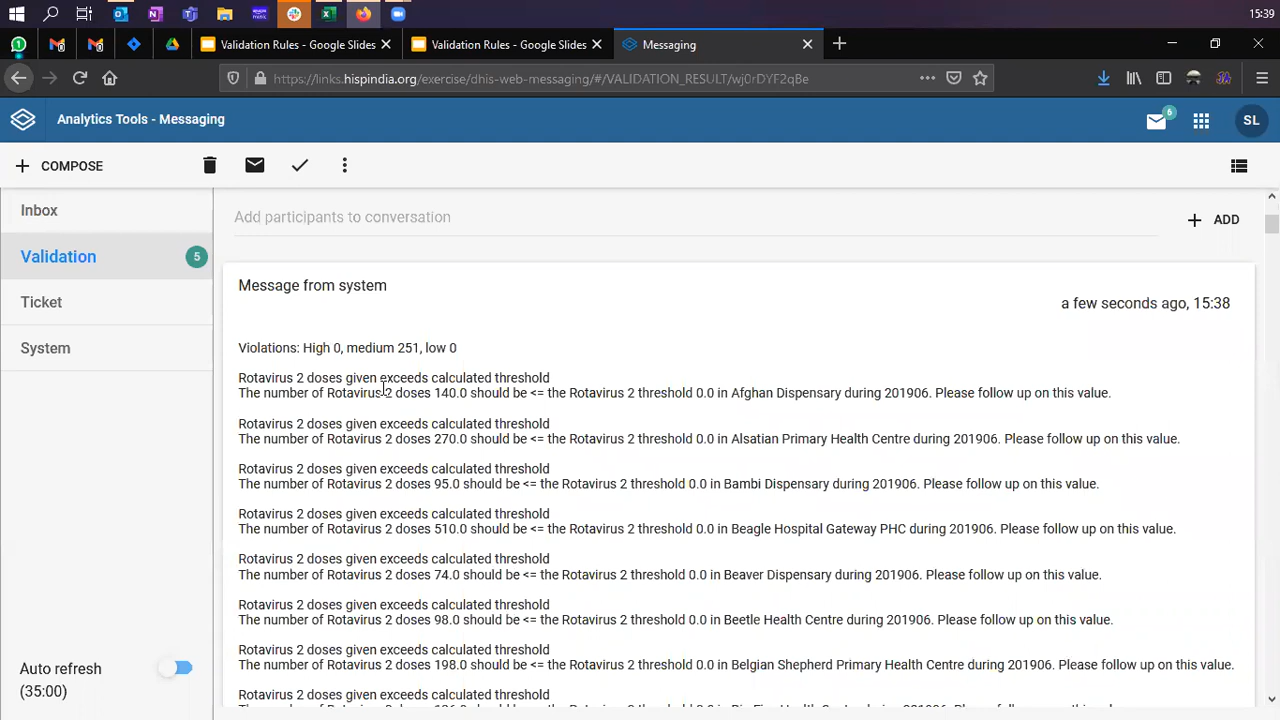 15:39
Validation Rules - Google Slides
Validation Rules - Google Slides
Messaging
https://links.hispindia.org/exercise/dhis-web-messaging/#/VALIDATION_RESULT/wj0rDYF2qBe
Analytics Tools - Messaging
6
SL
COMPOSE
Inbox
Validation
5
Ticket
System
Auto refresh
(35:00)
Add participants to conversation
ADD
Message from system
a few seconds ago, 15:38
Violations: High 0, medium 251, low 0
Rotavirus 2 doses given exceeds calculated threshold
The number of Rotavirus 2 doses 140.0 should be <= the Rotavirus 2 threshold 0.0 in Afghan Dispensary during 201906. Please follow up on this value.
Rotavirus 2 doses given exceeds calculated threshold
The number of Rotavirus 2 doses 270.0 should be <= the Rotavirus 2 threshold 0.0 in Alsatian Primary Health Centre during 201906. Please follow up on this value.
Rotavirus 2 doses given exceeds calculated threshold
The number of Rotavirus 2 doses 95.0 should be <= the Rotavirus 2 threshold 0.0 in Bambi Dispensary during 201906. Please follow up on this value.
Rotavirus 2 doses given exceeds calculated threshold
The number of Rotavirus 2 doses 510.0 should be <= the Rotavirus 2 threshold 0.0 in Beagle Hospital Gateway PHC during 201906. Please follow up on this value.
Rotavirus 2 doses given exceeds calculated threshold
The number of Rotavirus 2 doses 74.0 should be <= the Rotavirus 2 threshold 0.0 in Beaver Dispensary during 201906. Please follow up on this value.
Rotavirus 2 doses given exceeds calculated threshold
The number of Rotavirus 2 doses 98.0 should be <= the Rotavirus 2 threshold 0.0 in Beetle Health Centre during 201906. Please follow up on this value.
Rotavirus 2 doses given exceeds calculated threshold
The number of Rotavirus 2 doses 198.0 should be <= the Rotavirus 2 threshold 0.0 in Belgian Shepherd Primary Health Centre during 201906. Please follow up on this value.
Rotavirus 2 doses given exceeds calculated threshold